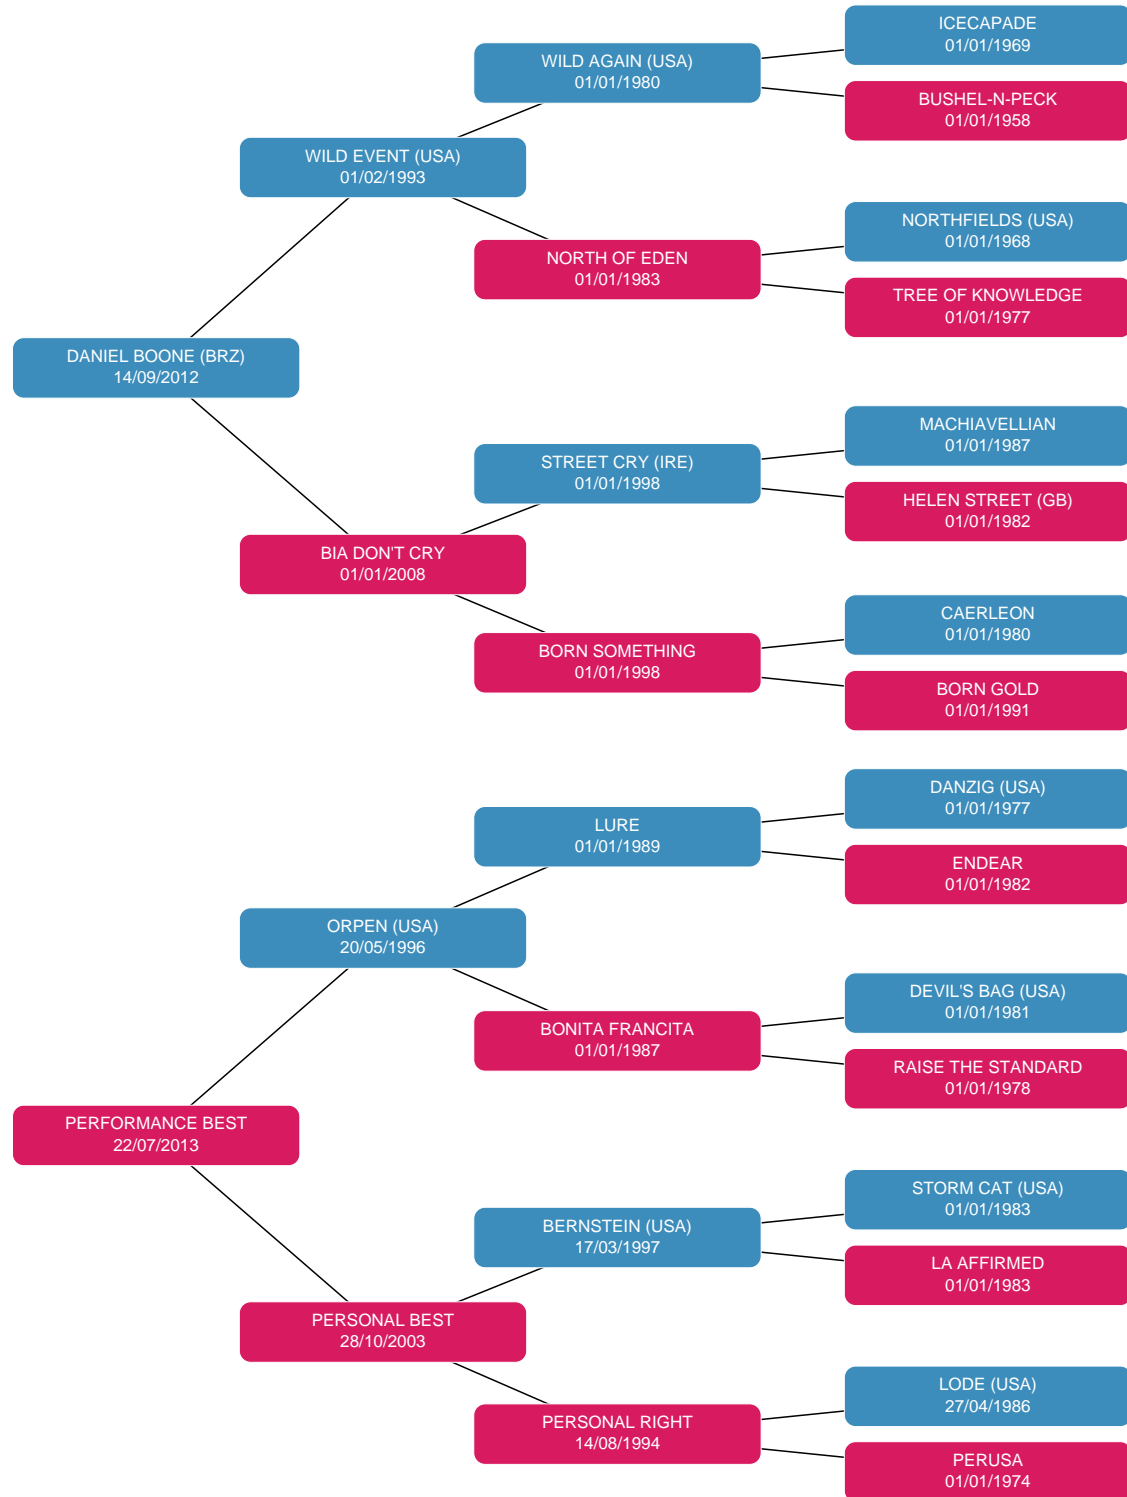 ICECAPADE
01/01/1969
WILD AGAIN (USA)
01/01/1980
BUSHEL-N-PECK
01/01/1958
WILD EVENT (USA)
01/02/1993
NORTHFIELDS (USA)
01/01/1968
NORTH OF EDEN
01/01/1983
TREE OF KNOWLEDGE
01/01/1977
DANIEL BOONE (BRZ)
14/09/2012
MACHIAVELLIAN
01/01/1987
STREET CRY (IRE)
01/01/1998
HELEN STREET (GB)
01/01/1982
BIA DON'T CRY
01/01/2008
CAERLEON
01/01/1980
BORN SOMETHING
01/01/1998
BORN GOLD
01/01/1991
DANZIG (USA)
01/01/1977
LURE
01/01/1989
ENDEAR
01/01/1982
ORPEN (USA)
20/05/1996
DEVIL'S BAG (USA)
01/01/1981
BONITA FRANCITA
01/01/1987
RAISE THE STANDARD
01/01/1978
PERFORMANCE BEST
22/07/2013
STORM CAT (USA)
01/01/1983
BERNSTEIN (USA)
17/03/1997
LA AFFIRMED
01/01/1983
PERSONAL BEST
28/10/2003
LODE (USA)
27/04/1986
PERSONAL RIGHT
14/08/1994
PERUSA
01/01/1974